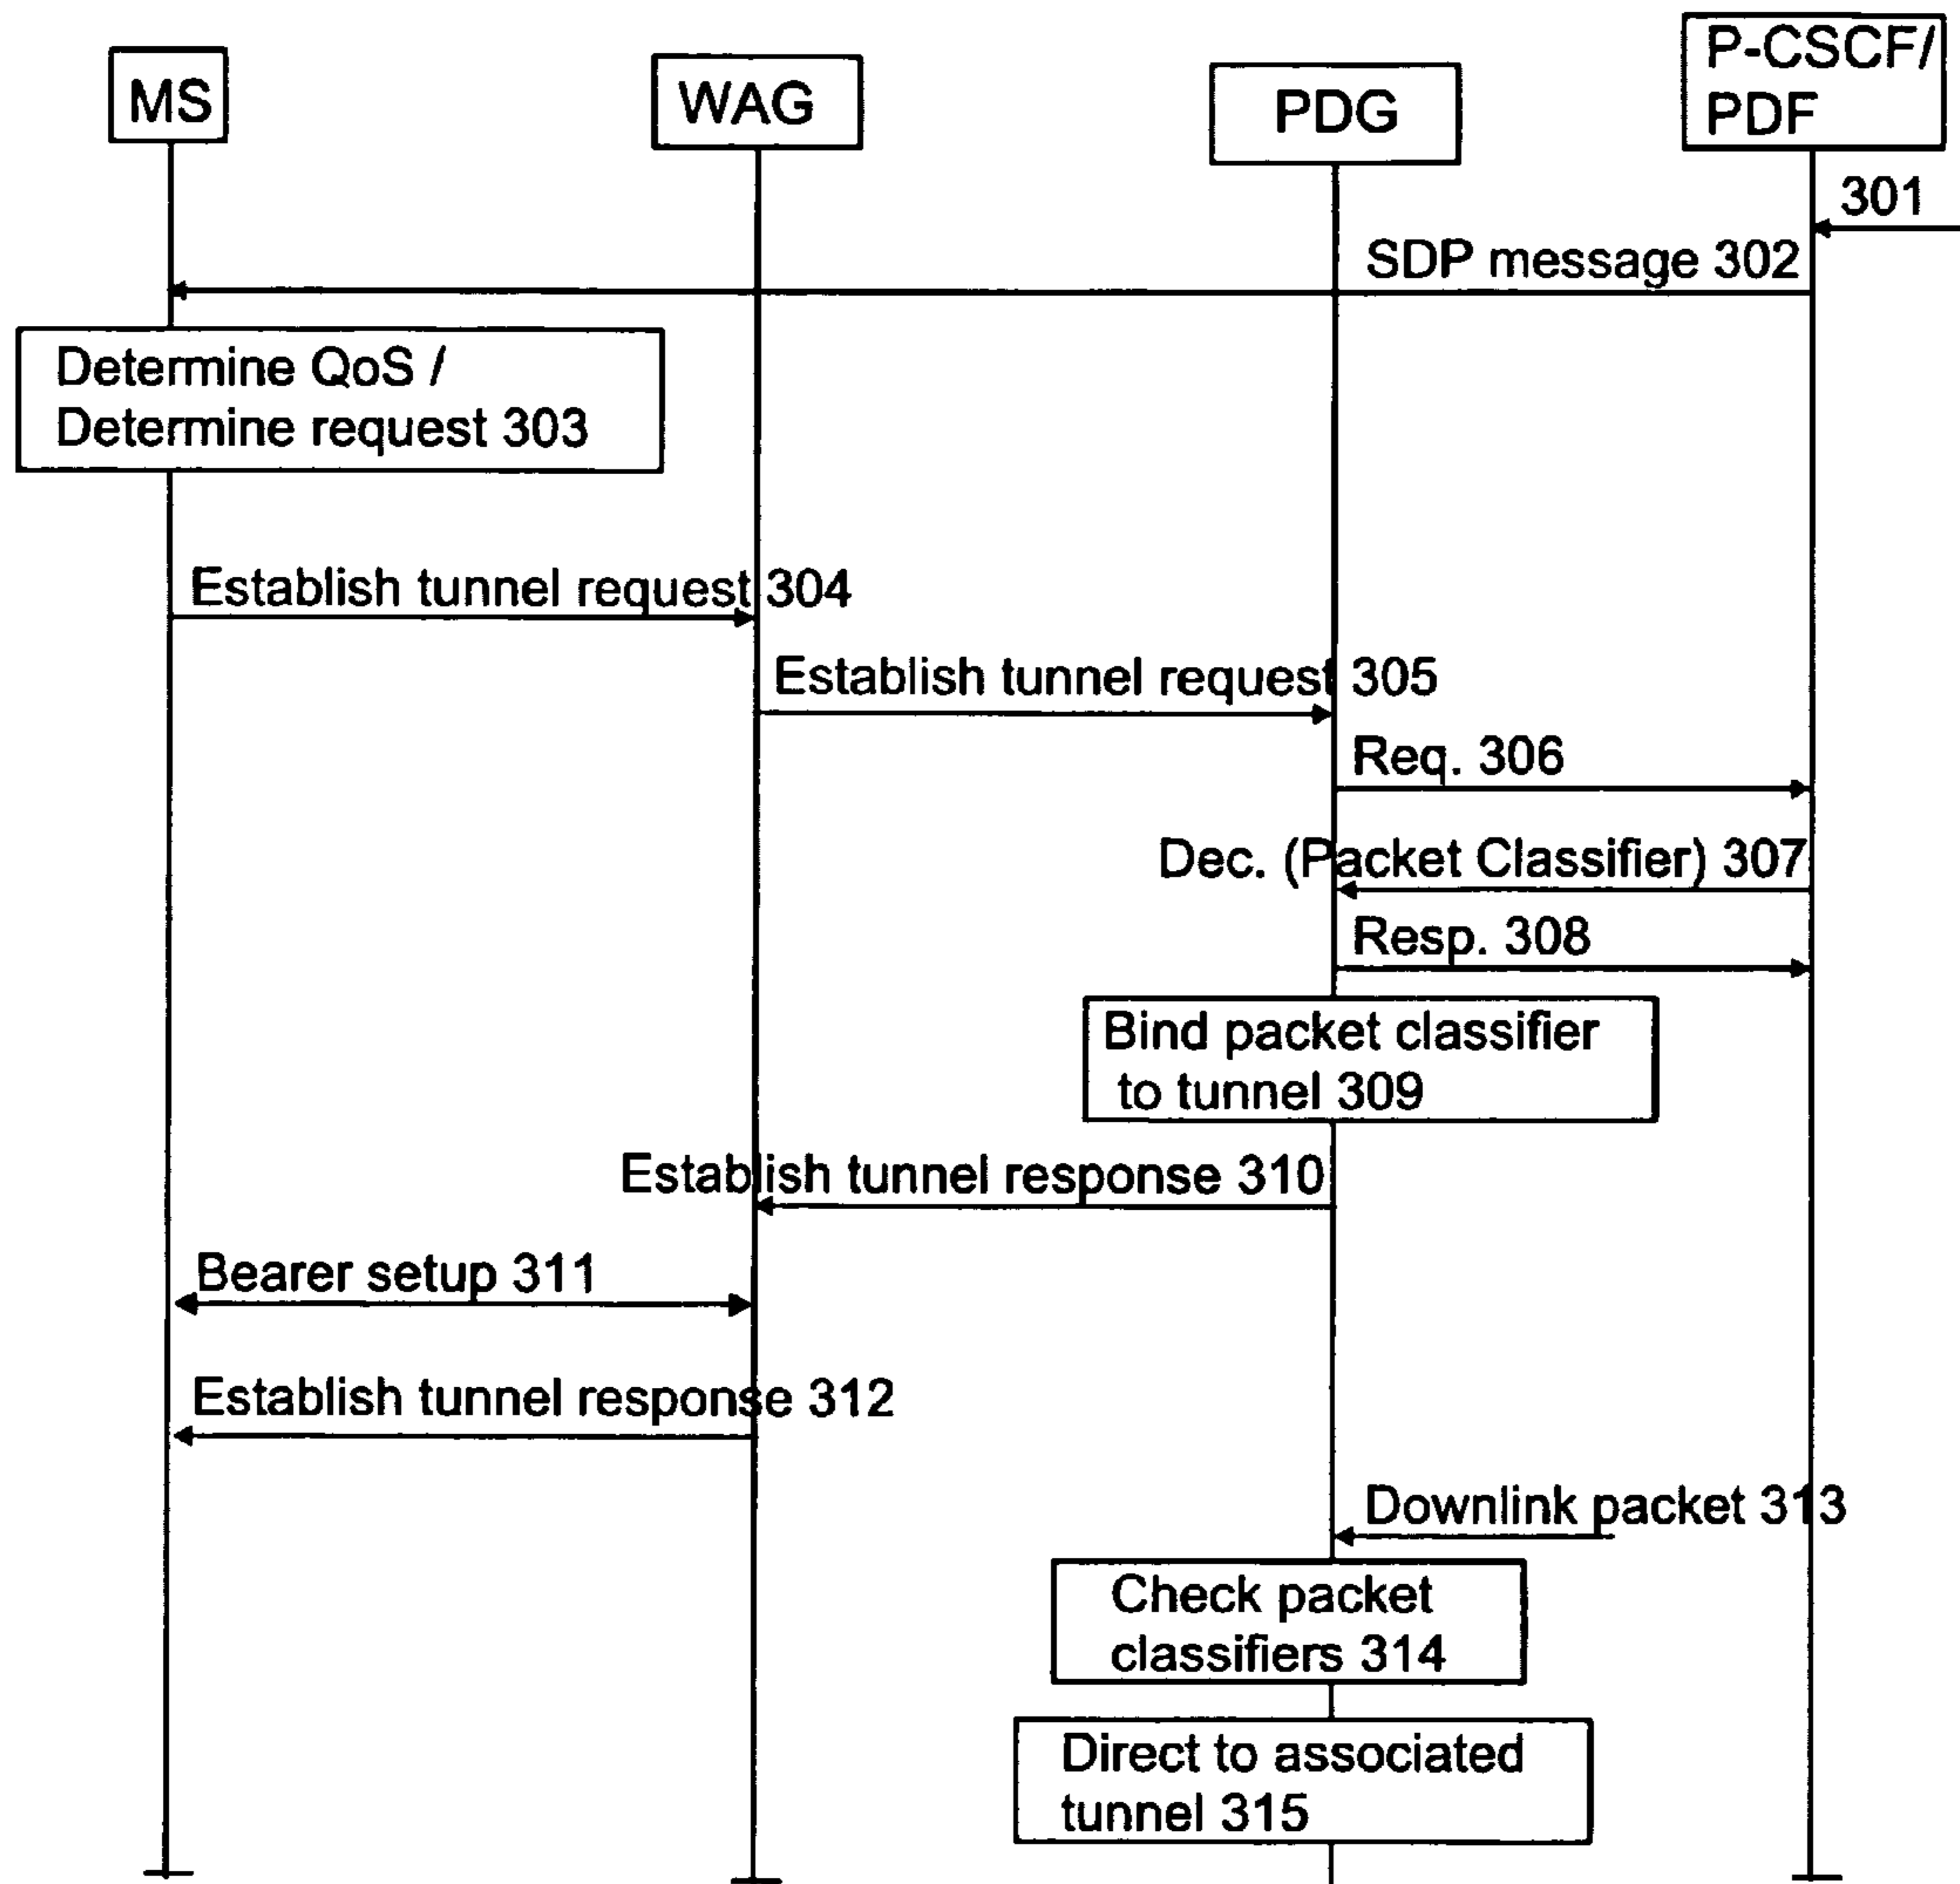 MS
WAG
PDG
P-CSCF/
PDF
301
SDP message 302
Determine QoS /
Determine request 303
Establish tunnel request 304
Establish tunnel request 305
Req. 306
Dec. (Packet Classifier) 307
Resp. 308
Bind packet classifier
to tunnel 309
Establish tunnel response 310
Bearer setup 311
Establish tunnel response 312
Downlink packet 313
Check packet
classifiers 314
Direct to associated
tunnel 315